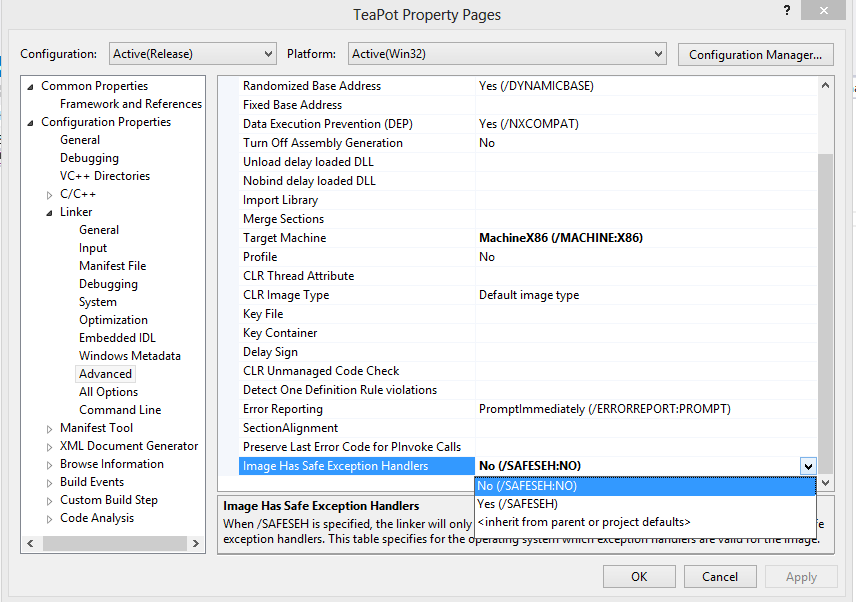 TeaPot Property Pages
?
Configuration: Active(Release) Platform: Active(Win32) Configuration Manager...
Common Properties
Framework and References
Configuration Properties
General
Debugging
VC++ Directories
C/C++
Linker
General
Input
Manifest File
Debugging
System
Optimization
Embedded IDL
Windows Metadata
Advanced
All Options
Command Line
Manifest Tool
XML Document Generator
Browse Information
Build Events
Custom Build Step
Code Analysis
Randomized Base Address Yes (/DYNAMICBASE)
Fixed Base Address
Data Execution Prevention (DEP) Yes (/NXCOMPAT)
Turn Off Assembly Generation No
Unload delay loaded DLL
Nobind delay loaded DLL
Import Library
Merge Sections
Target Machine MachineX86 (/MACHINE:X86)
Profile No
CLR Thread Attribute
CLR Image Type Default image type
Key File
Key Container
Delay Sign
CLR Unmanaged Code Check
Detect One Definition Rule violations
Error Reporting PromptImmediately (/ERRORREPORT:PROMPT)
SectionAlignment
Preserve Last Error Code for PInvoke Calls
Image Has Safe Exception Handlers No (/SAFESEH:NO)
No (/SAFESEH:NO)
Yes (/SAFESEH)
<inherit from parent or project defaults>
Image Has Safe Exception Handlers
When /SAFESEH is specified, the linker will only
exception handlers. This table specifies for the operating system which exception handlers are valid for the image.
OK Cancel Apply